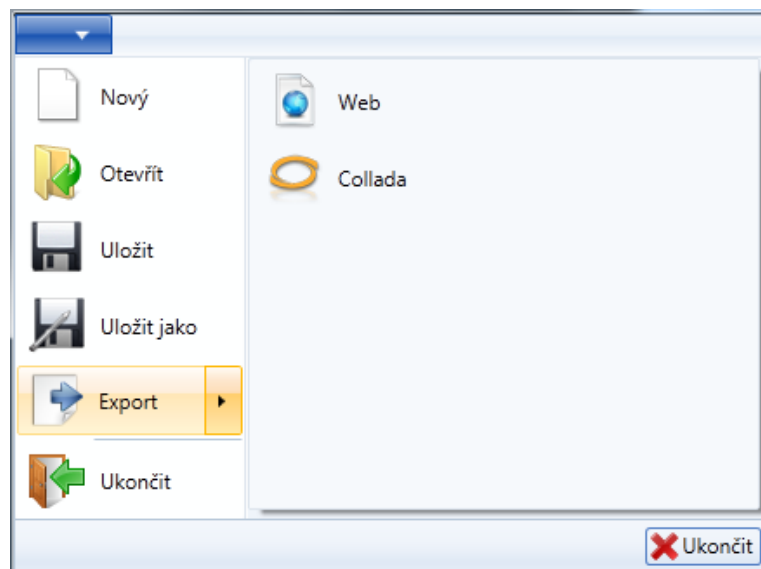 Nový
Otevřít
Uložit
Uložit jako
Export
Ukončit
Web
Collada
Ukončit